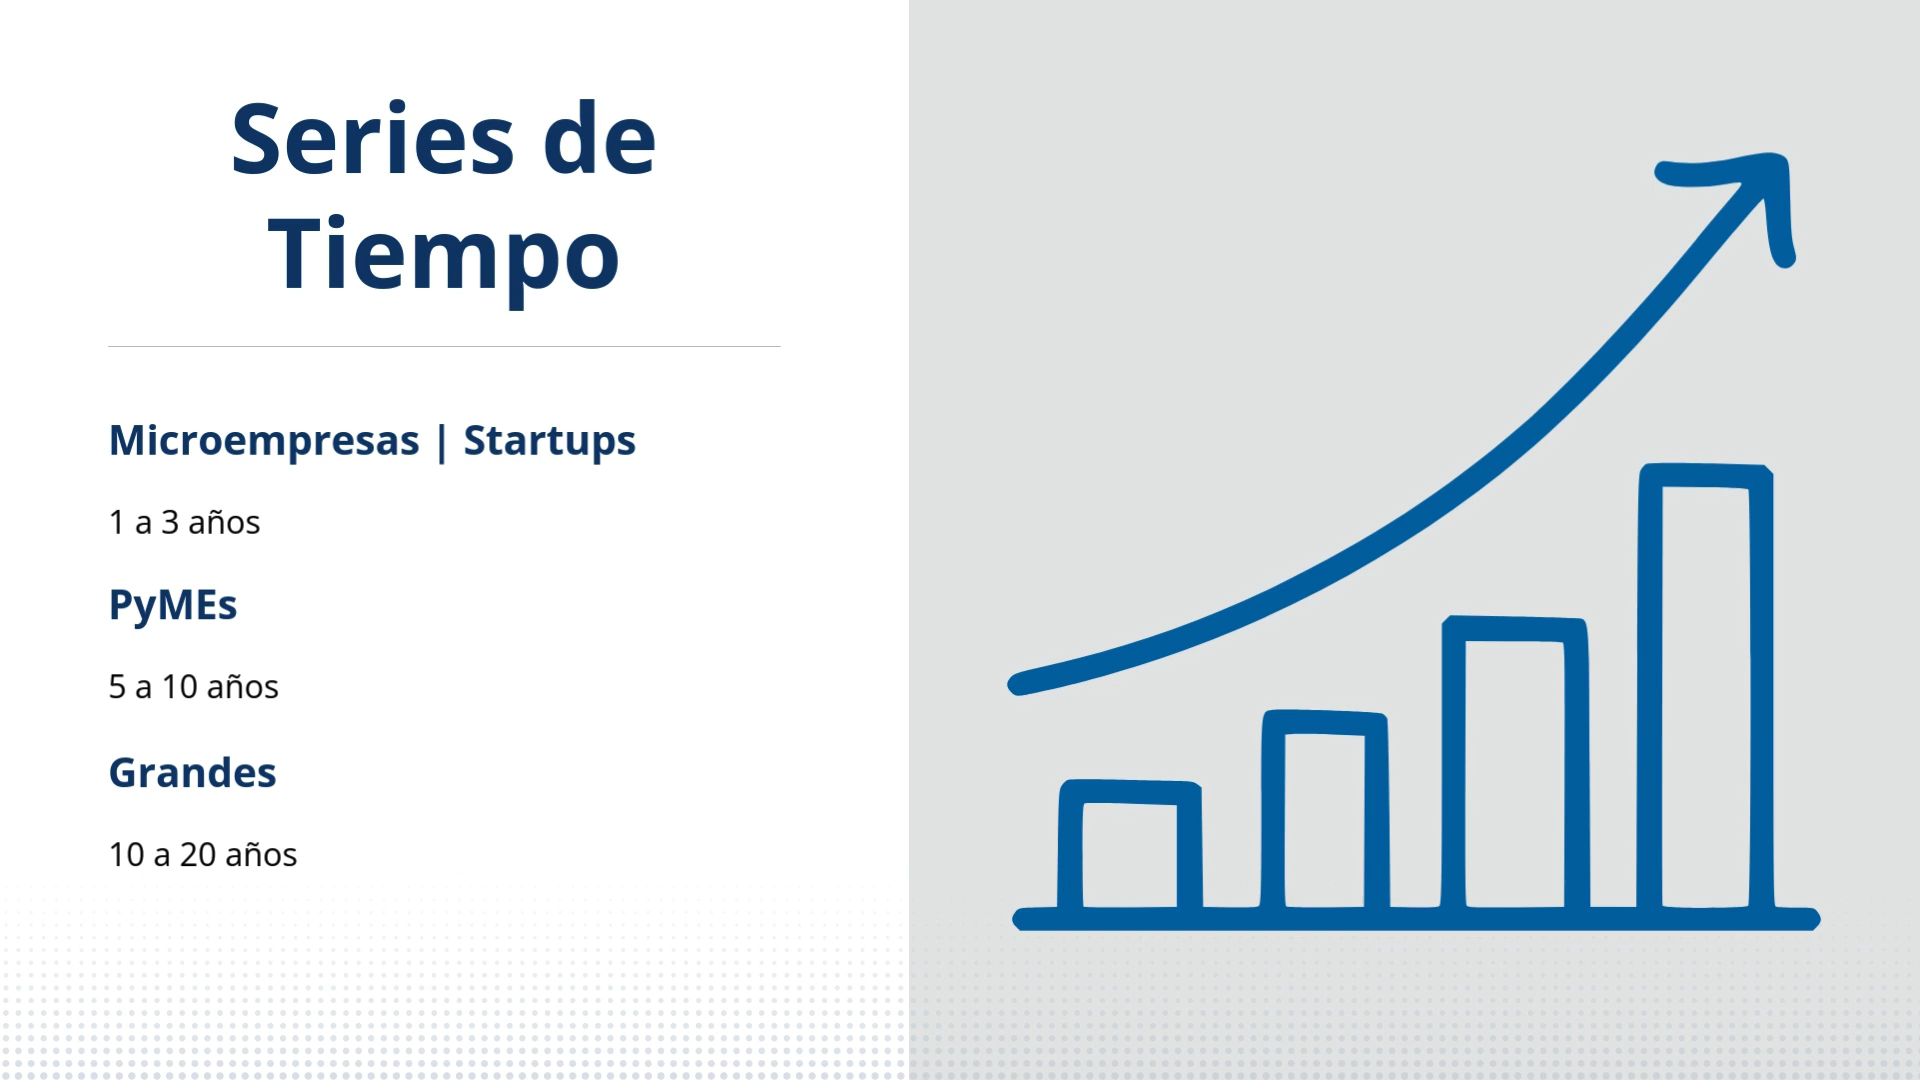 Series de
Tiempo
Microempresas | Startups
1 a 3 años
PyMEs
5 a 10 años
Grandes
10 a 20 años